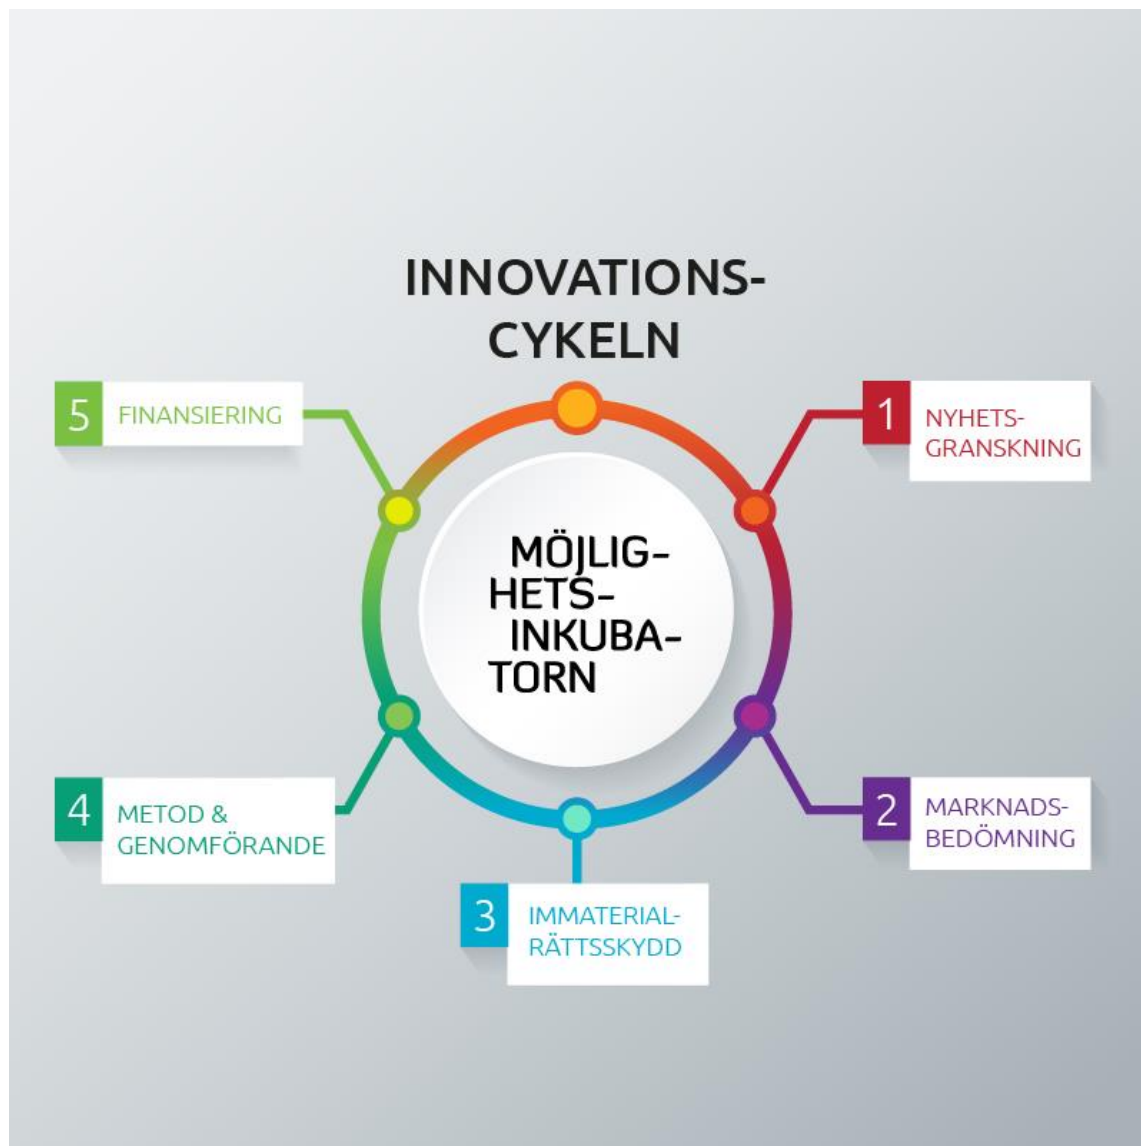 INNOVATIONS-
CYKELN
MÖJLIG-
HETS-
INKUBA-
TORN
1
NYHETS-
GRANSKNING
2
MARKNADS-
BEDÖMNING
3
IMMATERIAL-
RÄTTSSKYDD
4
METOD &
GENOMFÖRANDE
5
FINANSIERING